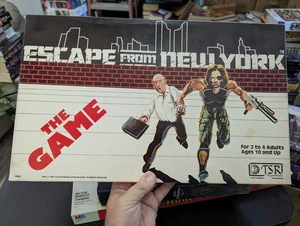 ESCAPE FROM NEW YORK
THE
GAME
For 2 to 4 Adults
Ages 10 and Up
TSR